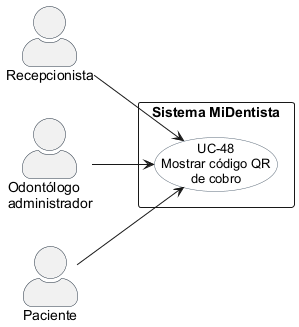 Recepcionista
Sistema MiDentista
UC-48
Mostrar código QR
de cobro
Odontólogo
administrador
Paciente